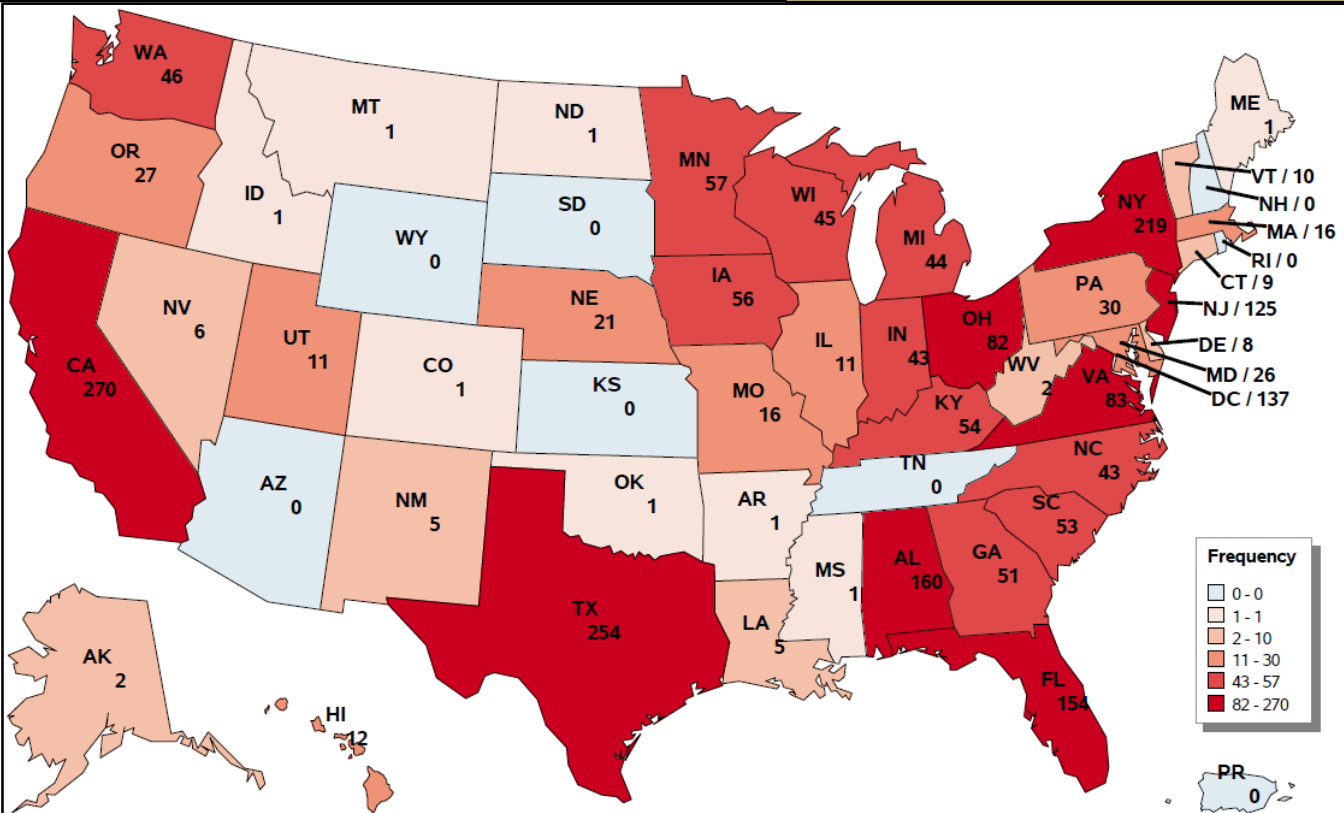 WA
46
MT
1
ND
1
ME
1
OR
27
ID
1
MN
57
WI
45
MI
44
NY
219
VT / 10
NH / 0
MA / 16
RI / 0
CT / 9
NJ / 125
DE / 8
MD / 26
DC / 137
SD
0
WY
0
IA
56
NE
21
PA
30
NV
6
UT
11
CO
1
IL
11
IN
43
OH
82
WV
2
VA
83
CA
270
KS
0
MO
16
KY
54
NC
43
TN
0
AZ
0
NM
5
OK
1
AR
1
SC
53
MS
1
AL
160
GA
51
TX
254
LA
5
FL
154
AK
2
HI
12
PR
0
Frequency
0 - 0
1 - 1
2 - 10
11 - 30
43 - 57
82 - 270